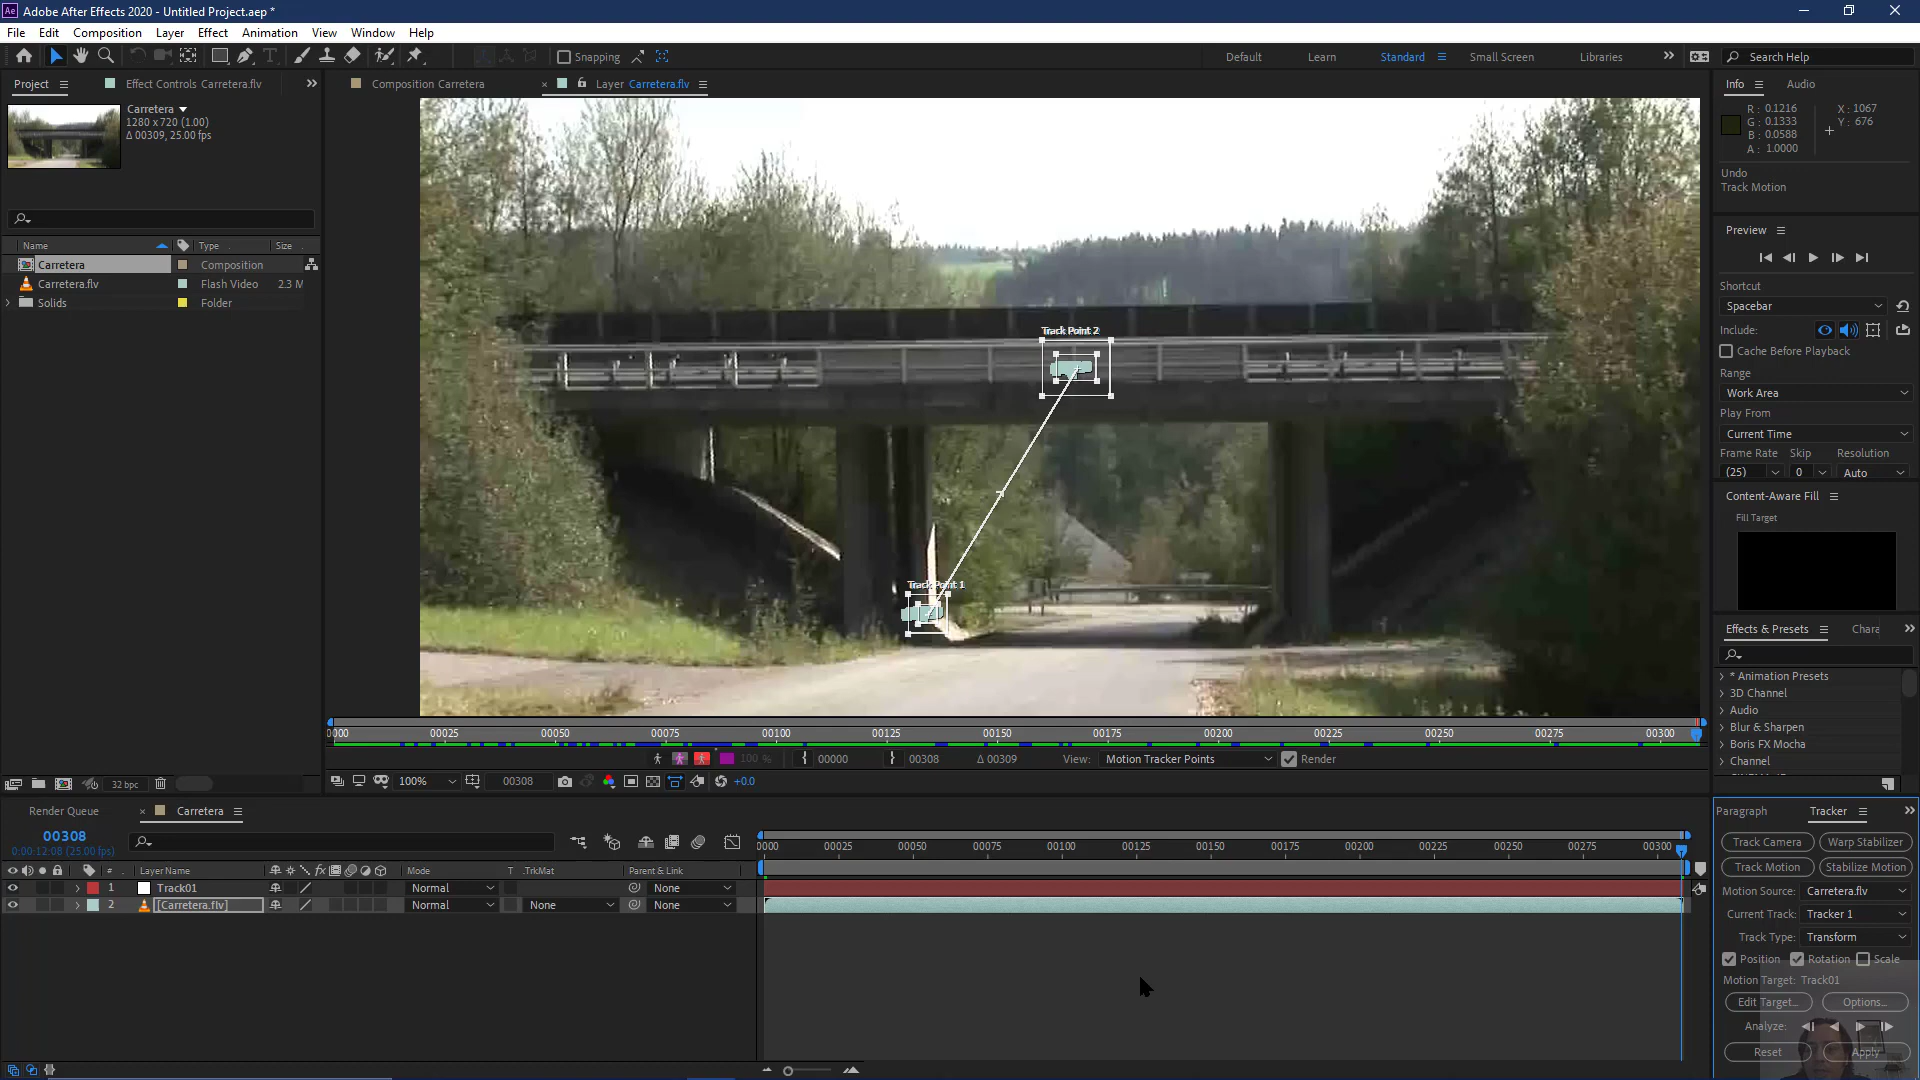 Adobe After Effects 2020 - Untitled Project.aep *
File Edit Composition Layer Effect Animation View Window Help
Snapping Default Learn Standard Small Screen Libraries Search Help
Project Effect Controls Carretera.flv Composition Carretera Layer Carretera.flv Info Audio
Carretera
1280 x 720 (1.00)
Δ 00309, 25.00 fps
R : 0.1216 X : 1067
G : 0.1333 Y : 676
B : 0.0588
A : 1.0000
Undo
Track Motion
Preview
Name Type Size
Carretera Composition
Carretera.flv Flash Video 2.3 M
Solids Folder
Shortcut
Spacebar
Include:
Cache Before Playback
Range
Work Area
Play From
Current Time
Frame Rate Skip Resolution
(25) 0 Auto
Content-Aware Fill
Fill Target
Track Point 2
Track Point 1
Effects & Presets Chara
* Animation Presets
3D Channel
Audio
Blur & Sharpen
Boris FX Mocha
Channel
0000 00025 00050 00075 00100 00125 00150 00175 00200 00225 00250 00275 00300
100 % 00000 00308 Δ 00309 View: Motion Tracker Points Render
32 bpc 100% 00308 +0.0
Render Queue Carretera
00308
0:00:12:08 (25.00 fps)
0000 00025 00050 00075 00100 00125 00150 00175 00200 00225 00250 00275 00300
# Layer Name Mode T .TrkMat Parent & Link
1 Track01 Normal None
2 [Carretera.flv] Normal None None
Paragraph Tracker
Track Camera Warp Stabilizer
Track Motion Stabilize Motion
Motion Source: Carretera.flv
Current Track: Tracker 1
Track Type: Transform
Position Rotation Scale
Motion Target: Track01
Edit Target... Options...
Analyze:
Reset Apply